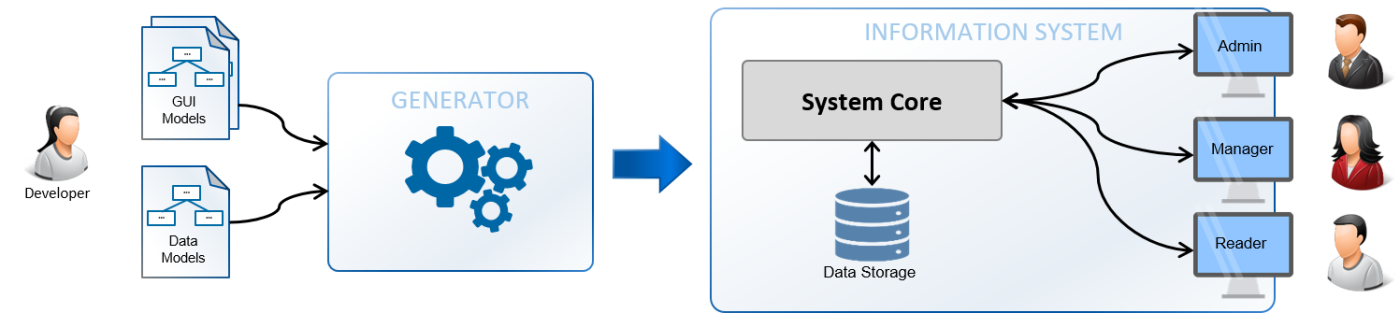 Developer
...
...
...
GUI
Models
...
...
...
Data
Models
GENERATOR
INFORMATION SYSTEM
System Core
Data Storage
Admin
Manager
Reader